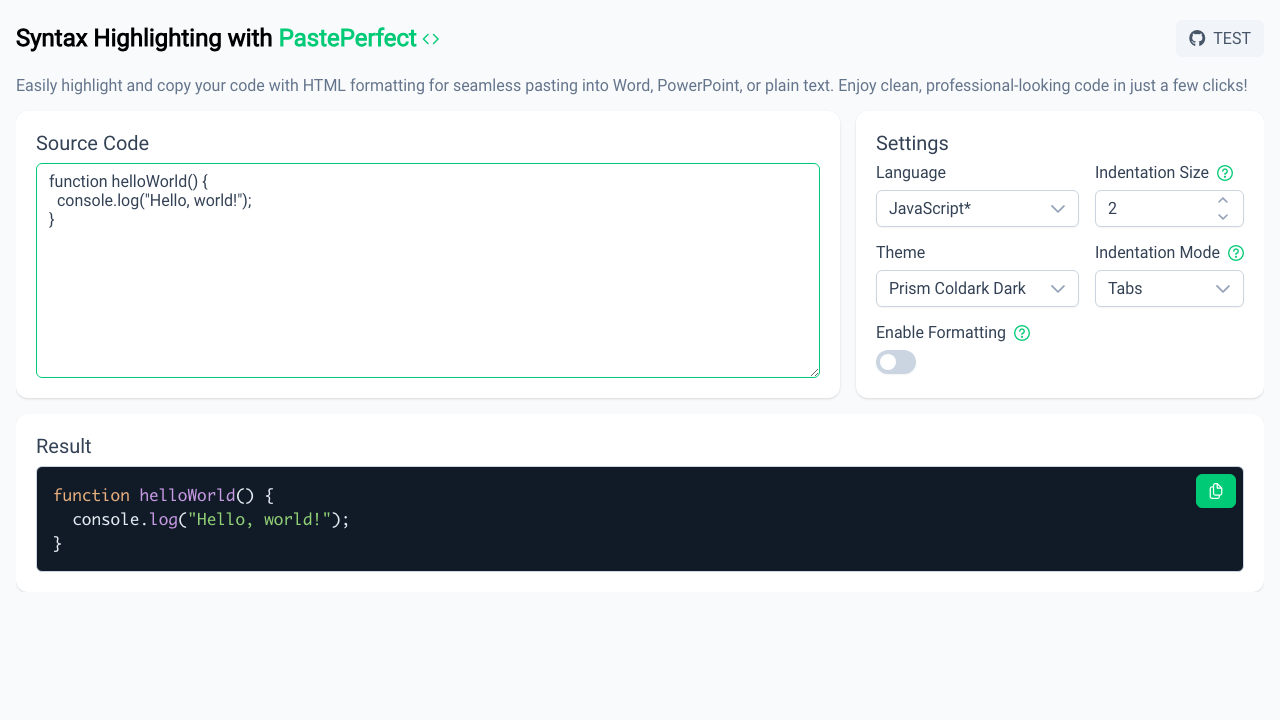 Syntax Highlighting with PastePerfect <>
TEST
Easily highlight and copy your code with HTML formatting for seamless pasting into Word, PowerPoint, or plain text. Enjoy clean, professional-looking code in just a few clicks!
Source Code
function helloWorld() {
  console.log("Hello, world!");
}
Settings
Language
Indentation Size ?
JavaScript*
2
Theme
Indentation Mode ?
Prism Coldark Dark
Tabs
Enable Formatting ?
Result
function helloWorld() {
  console.log("Hello, world!");
}